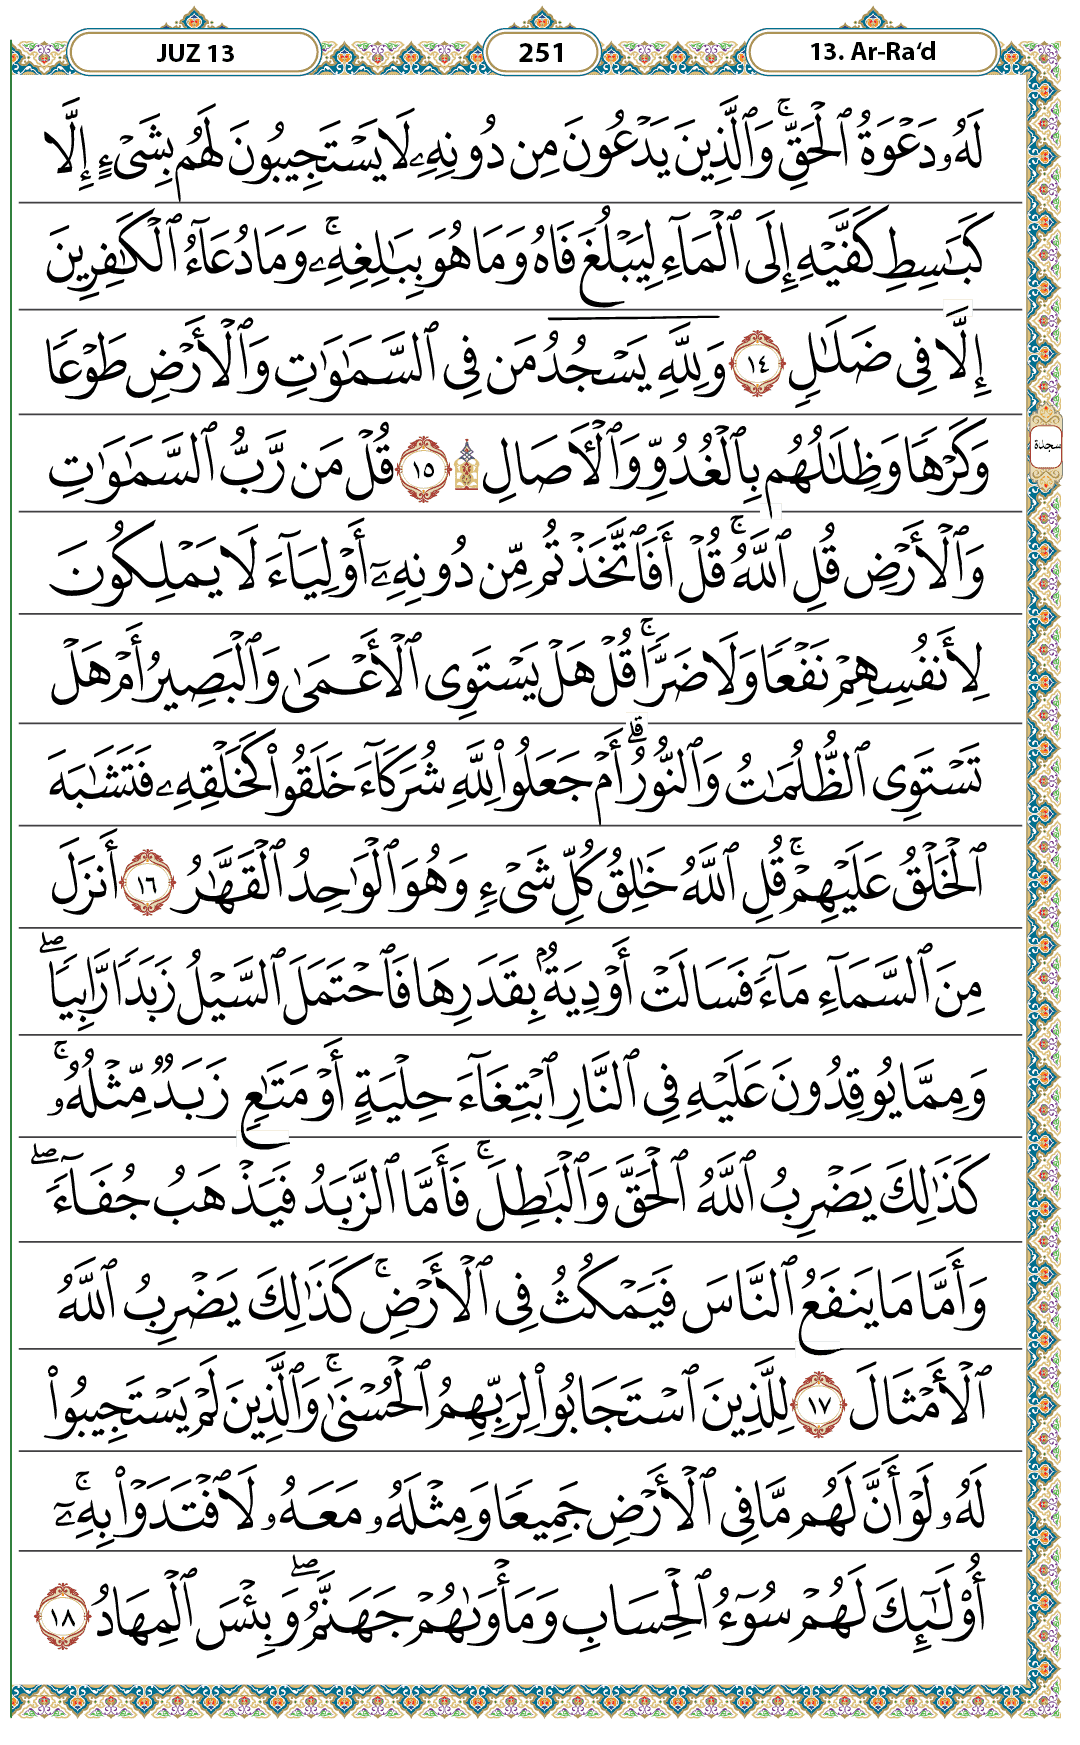 JUZ 13
251
13. Ar-Ra‘d
لَهُۥ دَعْوَةُ ٱلْحَقِّ ۚ وَٱلَّذِينَ يَدْعُونَ مِن دُونِهِۦ لَا يَسْتَجِيبُونَ لَهُم بِشَىْءٍ إِلَّا
كَبَـٰسِطِ كَفَّيْهِ إِلَى ٱلْمَآءِ لِيَبْلُغَ فَاهُ وَمَا هُوَ بِبَـٰلِغِهِۦ ۚ وَمَا دُعَآءُ ٱلْكَـٰفِرِينَ
إِلَّا فِى ضَلَـٰلٍ ١٤ وَلِلَّهِ يَسْجُدُ مَن فِى ٱلسَّمَـٰوَٰتِ وَٱلْأَرْضِ طَوْعًا
وَكَرْهًا وَظِلَـٰلُهُم بِٱلْغُدُوِّ وَٱلْـَٔاصَالِ ۩ ١٥ قُلْ مَن رَّبُّ ٱلسَّمَـٰوَٰتِ
سجدة
وَٱلْأَرْضِ قُلِ ٱللَّهُ ۚ قُلْ أَفَٱتَّخَذْتُم مِّن دُونِهِۦٓ أَوْلِيَآءَ لَا يَمْلِكُونَ
لِأَنفُسِهِمْ نَفْعًا وَلَا ضَرًّا ۚ قُلْ هَلْ يَسْتَوِى ٱلْأَعْمَىٰ وَٱلْبَصِيرُ أَمْ هَلْ
تَسْتَوِى ٱلظُّلُمَـٰتُ وَٱلنُّورُ ۗ أَمْ جَعَلُوا۟ لِلَّهِ شُرَكَآءَ خَلَقُوا۟ كَخَلْقِهِۦ فَتَشَـٰبَهَ
ٱلْخَلْقُ عَلَيْهِمْ ۚ قُلِ ٱللَّهُ خَـٰلِقُ كُلِّ شَىْءٍ وَهُوَ ٱلْوَٰحِدُ ٱلْقَهَّـٰرُ ١٦ أَنزَلَ
مِنَ ٱلسَّمَآءِ مَآءً فَسَالَتْ أَوْدِيَةٌۢ بِقَدَرِهَا فَٱحْتَمَلَ ٱلسَّيْلُ زَبَدًا رَّابِيًا ۖ
وَمِمَّا يُوقِدُونَ عَلَيْهِ فِى ٱلنَّارِ ٱبْتِغَآءَ حِلْيَةٍ أَوْ مَتَـٰعٍ زَبَدٌ مِّثْلُهُۥ ۚ
كَذَٰلِكَ يَضْرِبُ ٱللَّهُ ٱلْحَقَّ وَٱلْبَـٰطِلَ ۚ فَأَمَّا ٱلزَّبَدُ فَيَذْهَبُ جُفَآءً ۖ
وَأَمَّا مَا يَنفَعُ ٱلنَّاسَ فَيَمْكُثُ فِى ٱلْأَرْضِ ۚ كَذَٰلِكَ يَضْرِبُ ٱللَّهُ
ٱلْأَمْثَالَ ١٧ لِلَّذِينَ ٱسْتَجَابُوا۟ لِرَبِّهِمُ ٱلْحُسْنَىٰ ۚ وَٱلَّذِينَ لَمْ يَسْتَجِيبُوا۟
لَهُۥ لَوْ أَنَّ لَهُم مَّا فِى ٱلْأَرْضِ جَمِيعًا وَمِثْلَهُۥ مَعَهُۥ لَٱفْتَدَوْا۟ بِهِۦٓ ۚ
أُو۟لَـٰٓئِكَ لَهُمْ سُوٓءُ ٱلْحِسَابِ وَمَأْوَىٰهُمْ جَهَنَّمُ ۖ وَبِئْسَ ٱلْمِهَادُ ١٨